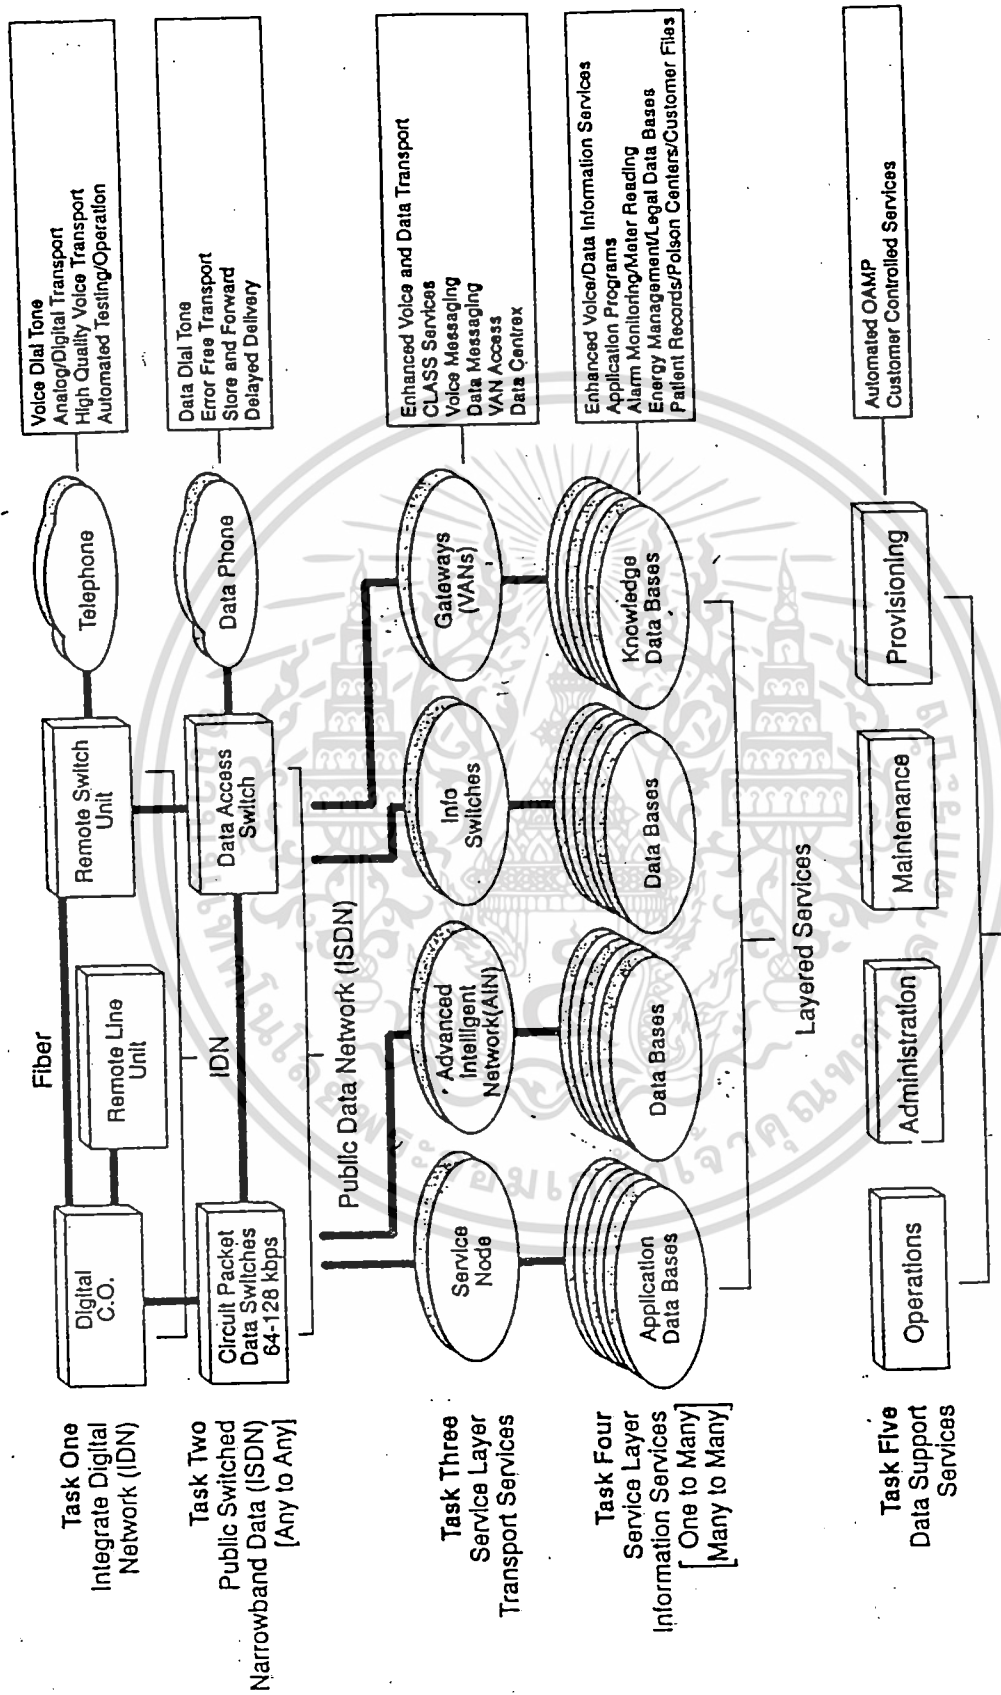 Task One
Integrate Digital
Network (IDN)
Digital
C.O.
Fiber
Remote Line
Unit
Remote Switch
Unit
Telephone
Voice Dial Tone
Analog/Digital Transport
High Quality Voice Transport
Automated Testing/Operation
IDN
Task Two
Public Switched
Narrowband Data (ISDN)
[Any to Any]
Circuit Packet
Data Switches
64-128 kbps
Data Access
Switch
Data Phone
Data Dial Tone
Error Free Transport
Store and Forward
Delayed Delivery
Public Data Network (ISDN)
Task Three
Service Layer
Transport Services
Service
Node
Advanced
Intelligent
Network(AIN)
Info
Switches
Gateways
(VANs)
Enhanced Voice and Data Transport
CLASS Services
Voice Messaging
Data Messaging
VAN Access
Data Centrex
Task Four
Service Layer
Information Services
[One to Many]
[Many to Many]
Application
Data Bases
Data Bases
Data Bases
Knowledge
Data Bases
Enhanced Voice/Data Information Services
Application Programs
Alarm Monitoring/Meter Reading
Energy Management/Legal Data Bases
Patient Records/Poison Centers/Customer Files
Layered Services
Task Five
Data Support
Services
Operations
Administration
Maintenance
Provisioning
Automated OAMP
Customer Controlled Services